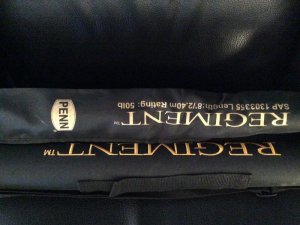 PENN
SAP 1303355 Length:8'/2.40m Rating: 50lb
REGIMENT™
REGIMENT™